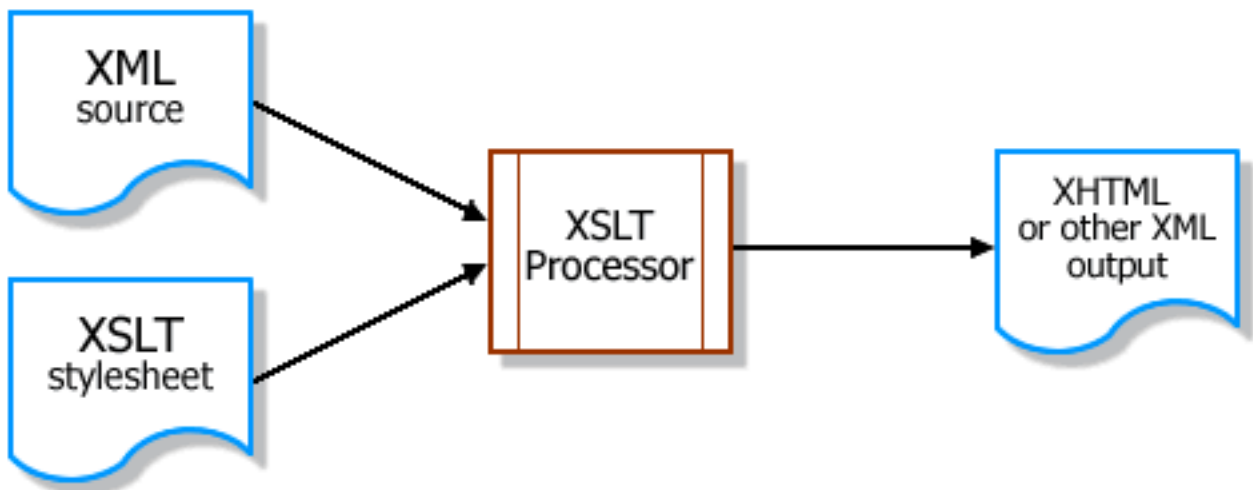 XML
source
XSLT
stylesheet
XSLT
Processor
XHTML
or other XML
output